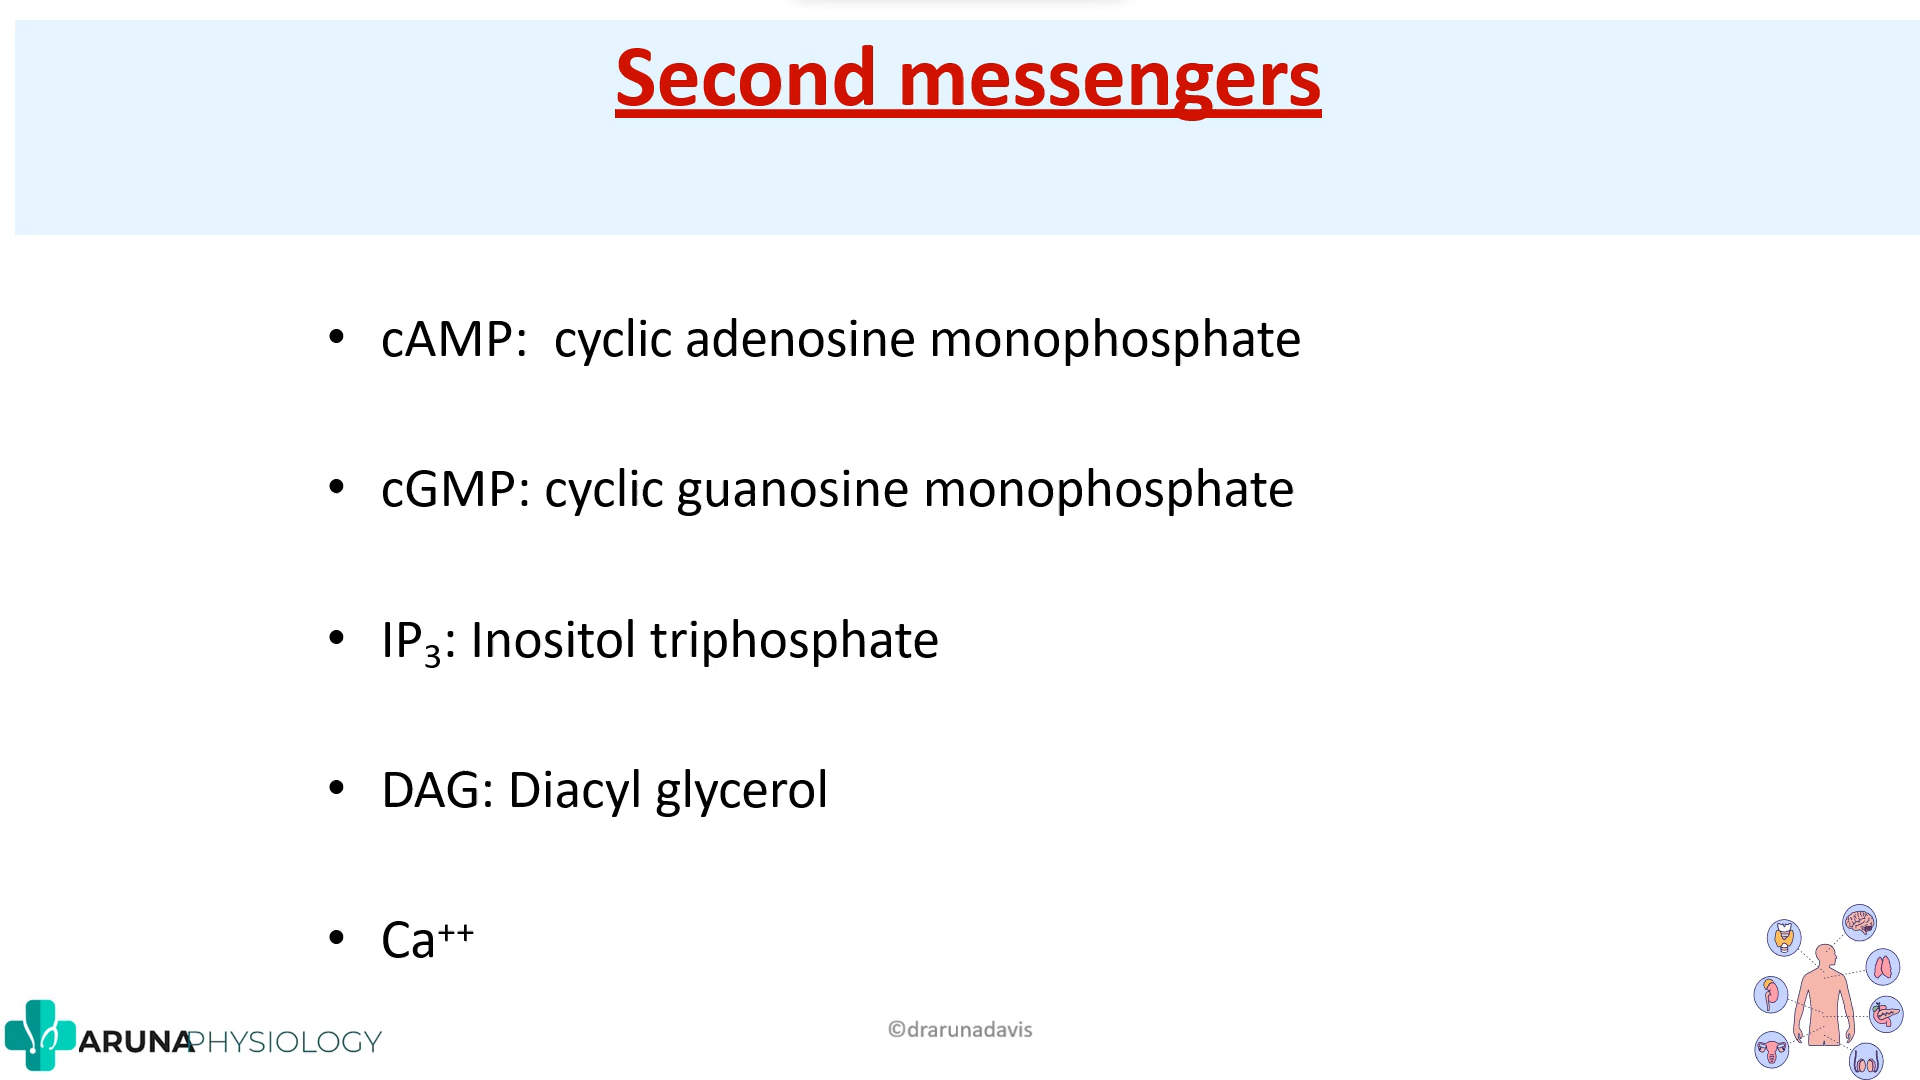 Second messengers
• cAMP: cyclic adenosine monophosphate
• cGMP: cyclic guanosine monophosphate
• IP₃: Inositol triphosphate
• DAG: Diacyl glycerol
• Ca⁺⁺
ARUNAPHYSIOLOGY
©drarunadavis